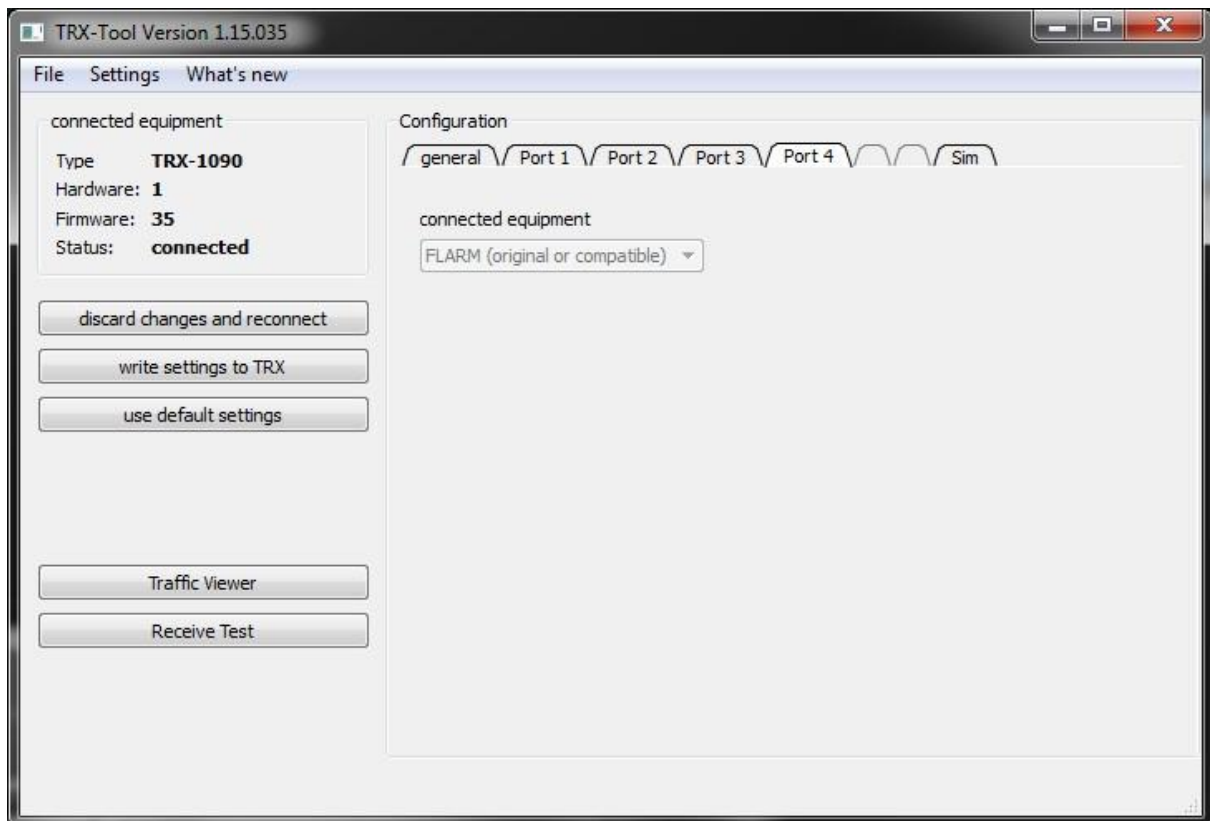 TRX-Tool Version 1.15.035
File Settings What's new
connected equipment
Type TRX-1090
Hardware: 1
Firmware: 35
Status: connected
discard changes and reconnect
write settings to TRX
use default settings
Traffic Viewer
Receive Test
Configuration
general Port 1 Port 2 Port 3 Port 4 Sim
connected equipment
FLARM (original or compatible)